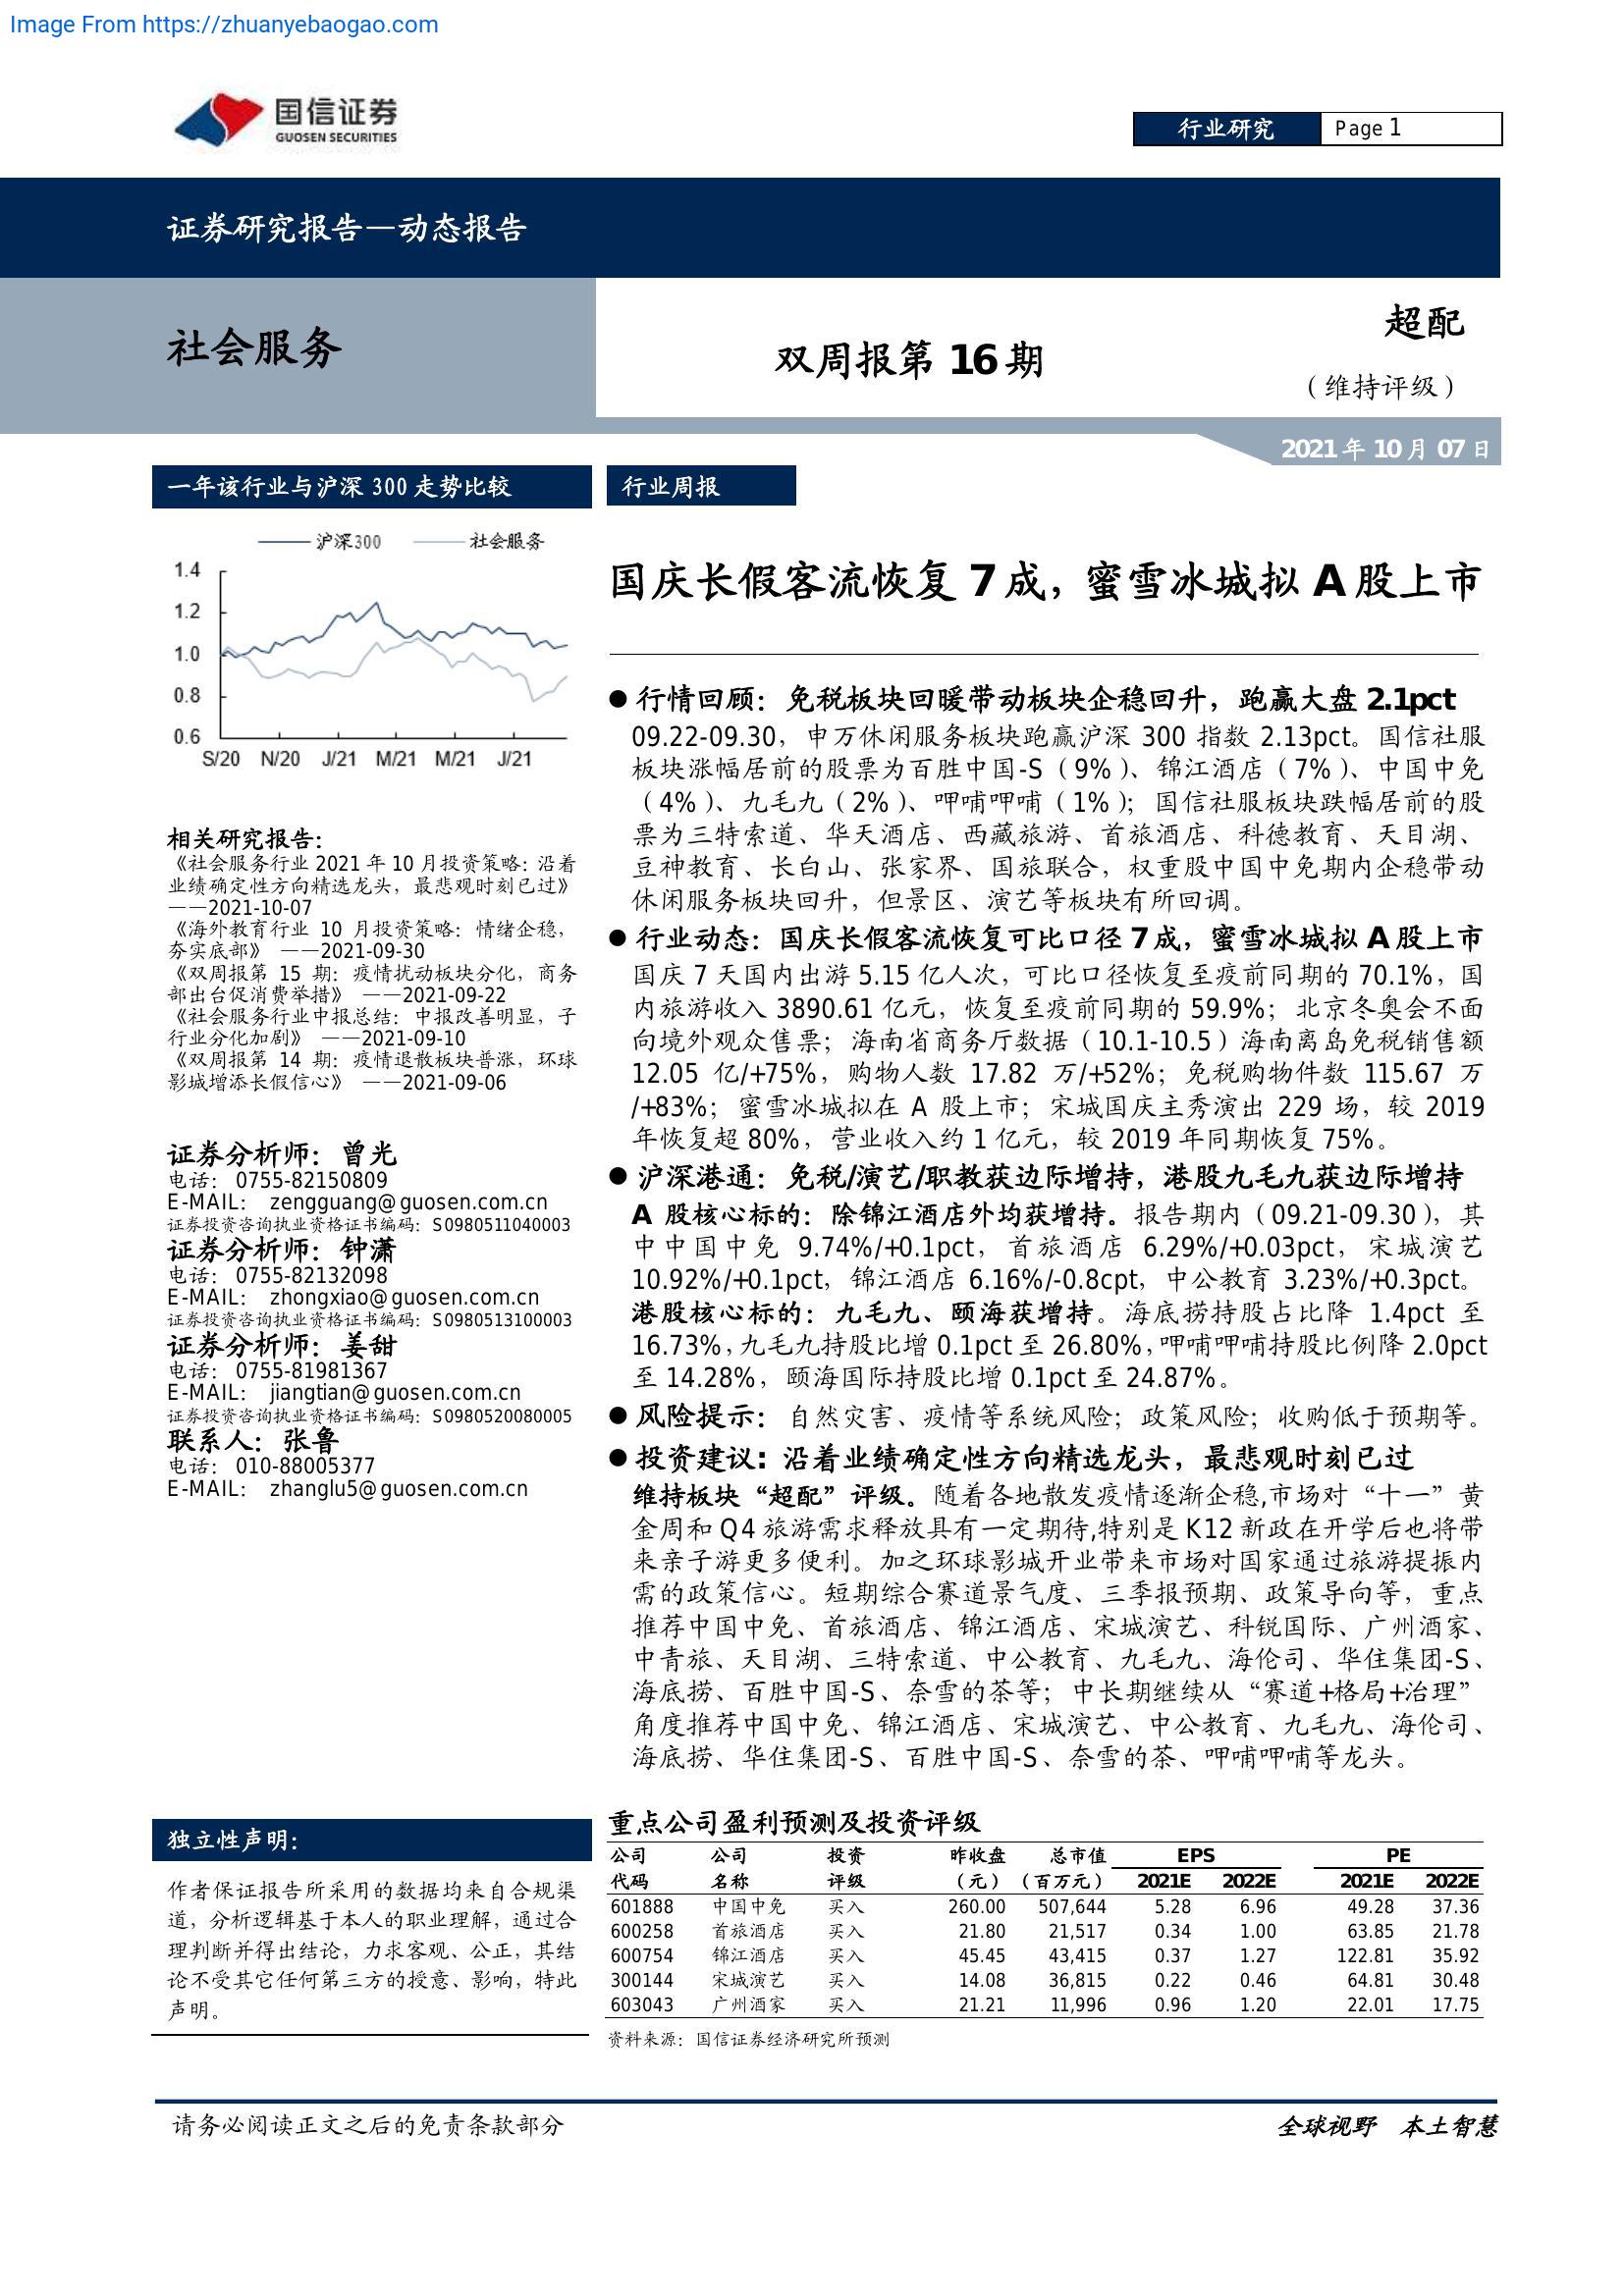 Image From https://zhuanyebaogao.com
国信证券
GUOSEN SECURITIES
行业研究
Page 1
证券研究报告—动态报告
社会服务
双周报第 16 期
超配
（维持评级）
2021 年 10 月 07 日
一年该行业与沪深 300 走势比较
沪深300 社会服务
1.4
1.2
1.0
0.8
0.6
S/20 N/20 J/21 M/21 M/21 J/21
相关研究报告：
《社会服务行业 2021 年 10 月投资策略：沿着
业绩确定性方向精选龙头，最悲观时刻已过》
——2021-10-07
《海外教育行业 10 月投资策略：情绪企稳，
夯实底部》 ——2021-09-30
《双周报第 15 期：疫情扰动板块分化，商务
部出台促消费举措》 ——2021-09-22
《社会服务行业中报总结：中报改善明显，子
行业分化加剧》 ——2021-09-10
《双周报第 14 期：疫情退散板块普涨，环球
影城增添长假信心》 ——2021-09-06
证券分析师：曾光
电话： 0755-82150809
E-MAIL： zengguang@guosen.com.cn
证券投资咨询执业资格证书编码：S0980511040003
证券分析师：钟潇
电话： 0755-82132098
E-MAIL： zhongxiao@guosen.com.cn
证券投资咨询执业资格证书编码：S0980513100003
证券分析师：姜甜
电话： 0755-81981367
E-MAIL： jiangtian@guosen.com.cn
证券投资咨询执业资格证书编码：S0980520080005
联系人：张鲁
电话： 010-88005377
E-MAIL： zhanglu5@guosen.com.cn
独立性声明：
作者保证报告所采用的数据均来自合规渠
道，分析逻辑基于本人的职业理解，通过合
理判断并得出结论，力求客观、公正，其结
论不受其它任何第三方的授意、影响，特此
声明。
行业周报
国庆长假客流恢复 7 成，蜜雪冰城拟 A 股上市
● 行情回顾：免税板块回暖带动板块企稳回升，跑赢大盘 2.1pct
09.22-09.30，申万休闲服务板块跑赢沪深 300 指数 2.13pct。国信社服
板块涨幅居前的股票为百胜中国-S（9%）、锦江酒店（7%）、中国中免
（4%）、九毛九（2%）、呷哺呷哺（1%）；国信社服板块跌幅居前的股
票为三特索道、华天酒店、西藏旅游、首旅酒店、科德教育、天目湖、
豆神教育、长白山、张家界、国旅联合，权重股中国中免期内企稳带动
休闲服务板块回升，但景区、演艺等板块有所回调。
● 行业动态：国庆长假客流恢复可比口径 7 成，蜜雪冰城拟 A 股上市
国庆 7 天国内出游 5.15 亿人次，可比口径恢复至疫前同期的 70.1%，国
内旅游收入 3890.61 亿元，恢复至疫前同期的 59.9%；北京冬奥会不面
向境外观众售票；海南省商务厅数据（10.1-10.5）海南离岛免税销售额
12.05 亿/+75%，购物人数 17.82 万/+52%；免税购物件数 115.67 万
/+83%；蜜雪冰城拟在 A 股上市；宋城国庆主秀演出 229 场，较 2019
年恢复超 80%，营业收入约 1 亿元，较 2019 年同期恢复 75%。
● 沪深港通：免税/演艺/职教获边际增持，港股九毛九获边际增持
A 股核心标的：除锦江酒店外均获增持。报告期内（09.21-09.30），其
中中国中免 9.74%/+0.1pct，首旅酒店 6.29%/+0.03pct，宋城演艺
10.92%/+0.1pct，锦江酒店 6.16%/-0.8cpt，中公教育 3.23%/+0.3pct。
港股核心标的：九毛九、颐海获增持。海底捞持股占比降 1.4pct 至
16.73%，九毛九持股比增 0.1pct 至 26.80%，呷哺呷哺持股比例降 2.0pct
至 14.28%，颐海国际持股比增 0.1pct 至 24.87%。
● 风险提示：自然灾害、疫情等系统风险；政策风险；收购低于预期等。
● 投资建议：沿着业绩确定性方向精选龙头，最悲观时刻已过
维持板块“超配”评级。随着各地散发疫情逐渐企稳,市场对“十一”黄
金周和 Q4 旅游需求释放具有一定期待,特别是 K12 新政在开学后也将带
来亲子游更多便利。加之环球影城开业带来市场对国家通过旅游提振内
需的政策信心。短期综合赛道景气度、三季报预期、政策导向等，重点
推荐中国中免、首旅酒店、锦江酒店、宋城演艺、科锐国际、广州酒家、
中青旅、天目湖、三特索道、中公教育、九毛九、海伦司、华住集团-S、
海底捞、百胜中国-S、奈雪的茶等；中长期继续从“赛道+格局+治理”
角度推荐中国中免、锦江酒店、宋城演艺、中公教育、九毛九、海伦司、
海底捞、华住集团-S、百胜中国-S、奈雪的茶、呷哺呷哺等龙头。
重点公司盈利预测及投资评级
公司 公司 投资 昨收盘 总市值 EPS PE
代码 名称 评级 （元） （百万元） 2021E 2022E 2021E 2022E
601888 中国中免 买入 260.00 507,644 5.28 6.96 49.28 37.36
600258 首旅酒店 买入 21.80 21,517 0.34 1.00 63.85 21.78
600754 锦江酒店 买入 45.45 43,415 0.37 1.27 122.81 35.92
300144 宋城演艺 买入 14.08 36,815 0.22 0.46 64.81 30.48
603043 广州酒家 买入 21.21 11,996 0.96 1.20 22.01 17.75
资料来源：国信证券经济研究所预测
请务必阅读正文之后的免责条款部分
全球视野 本土智慧